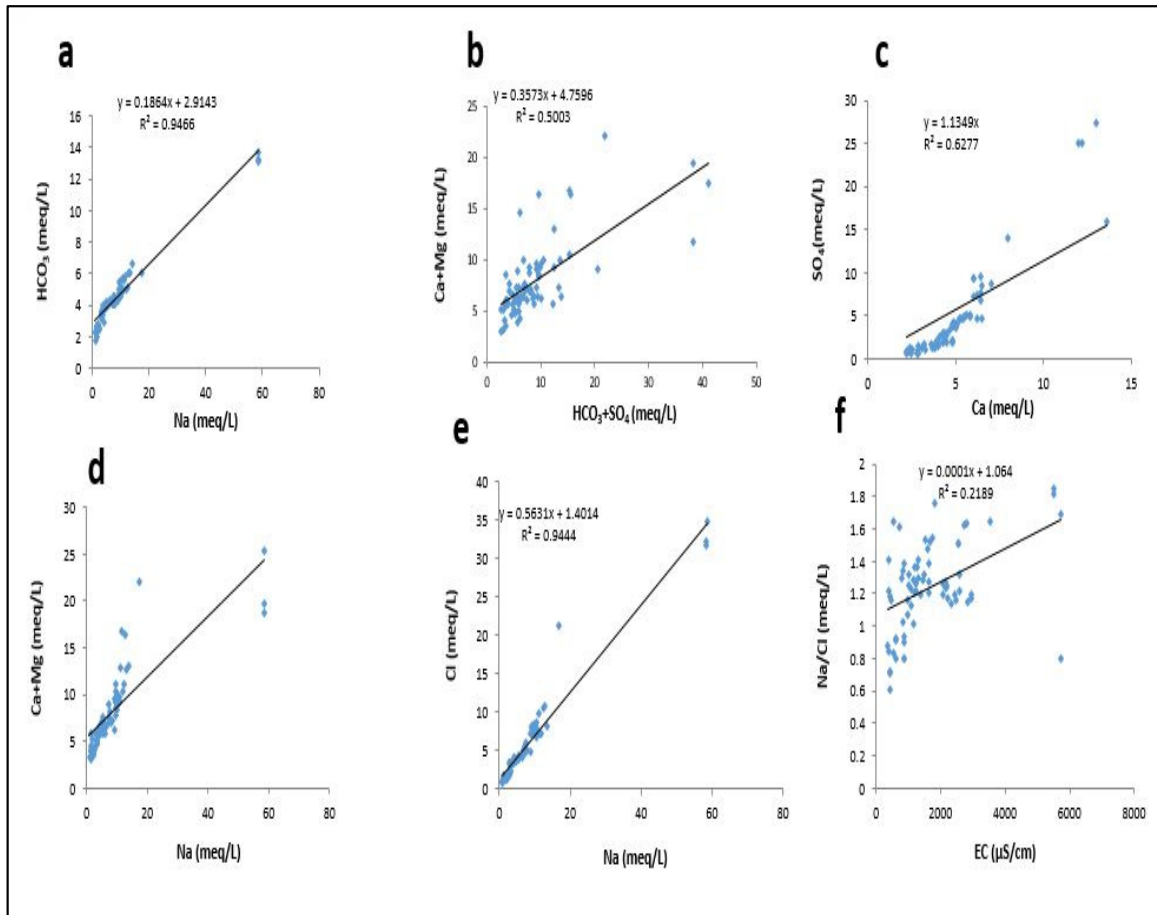 a
y = 0.1864x + 2.9143
R² = 0.9466
HCO₃ (meq/L)
16
14
12
10
8
6
4
2
0
0 20 40 60 80
Na (meq/L)
b
y = 0.3573x + 4.7596
R² = 0.5003
Ca+Mg (meq/L)
25
20
15
10
5
0
0 10 20 30 40 50
HCO₃+SO₄ (meq/L)
c
y = 1.1349x
R² = 0.6277
SO₄(meq/L)
30
25
20
15
10
5
0
0 5 10 15
Ca (meq/L)
d
Ca+Mg (meq/L)
30
25
20
15
10
5
0
0 20 40 60 80
Na (meq/L)
e
y = 0.5631x + 1.4014
R² = 0.9444
Cl (meq/L)
40
35
30
25
20
15
10
5
0
0 20 40 60 80
Na (meq/L)
f
y = 0.0001x + 1.064
R² = 0.2189
Na/Cl (meq/L)
2
1.8
1.6
1.4
1.2
1
0.8
0.6
0.4
0.2
0
0 2000 4000 6000 8000
EC (µS/cm)